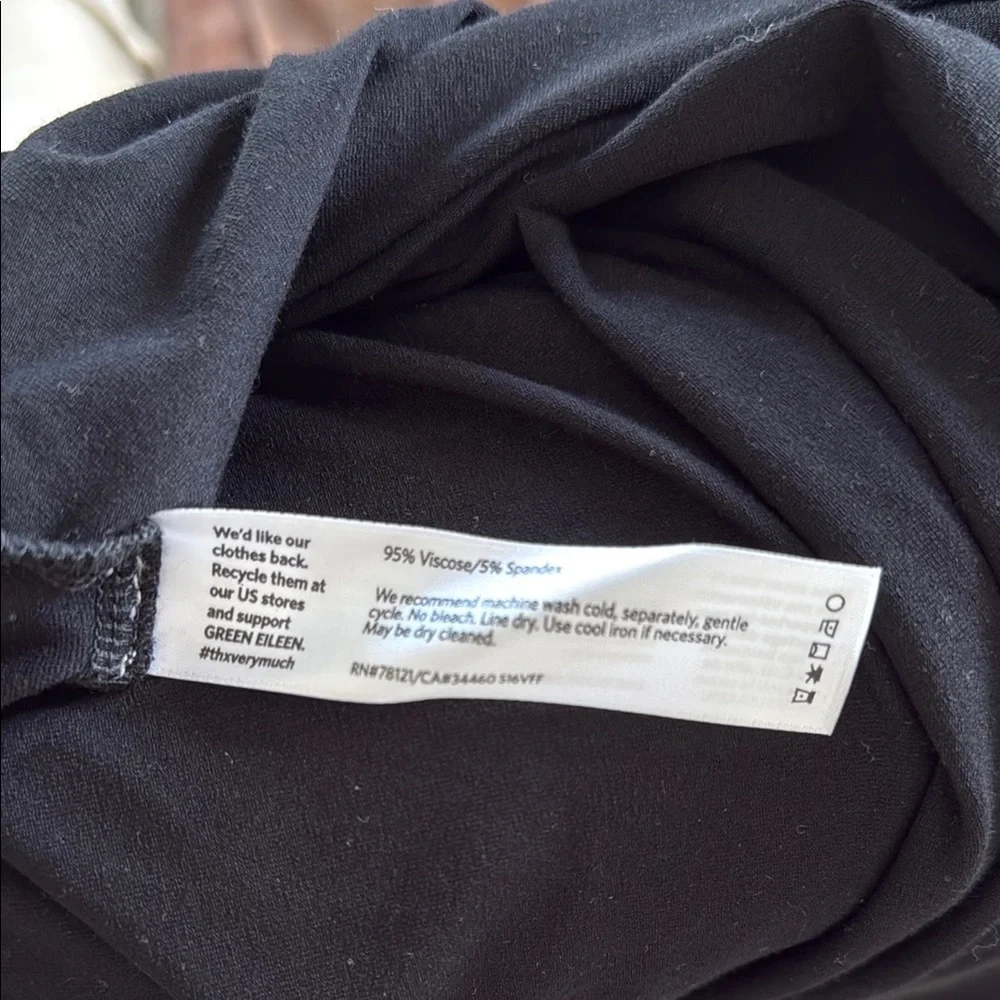 We'd like our
clothes back.
Recycle them at
our US stores
and support
GREEN EILEEN.
#thxverymuch
95% Viscose/5% Spandex
We recommend machine wash cold, separately, gentle
cycle. No bleach. Line dry. Use cool iron if necessary.
May be dry cleaned.
RN#78121/CA#34460 S16VFF